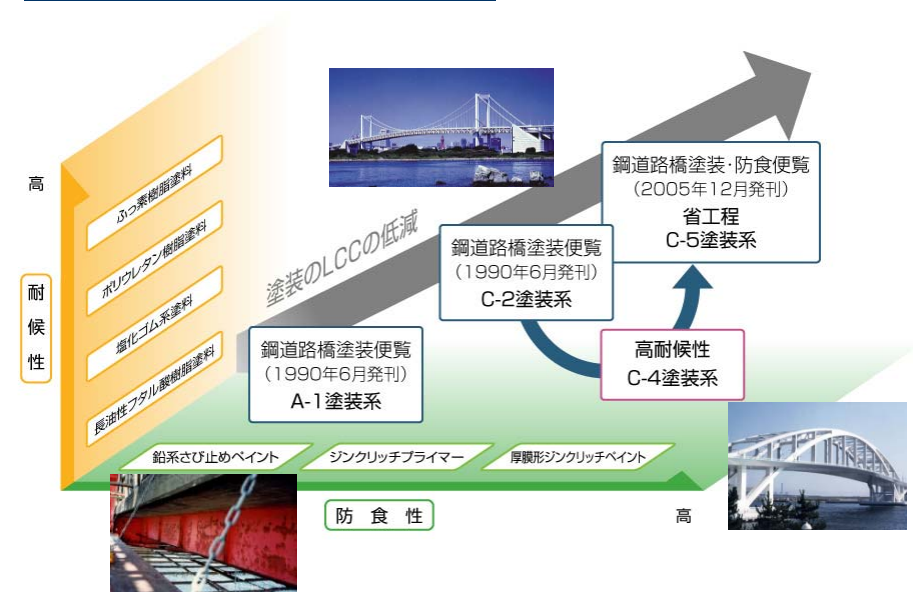 高
耐候性
ふっ素樹脂塗料
ポリウレタン樹脂塗料
塩化ゴム系塗料
長油性フタル酸樹脂塗料
塗装のLCCの低減
鋼道路橋塗装・防食便覧
(2005年12月発刊)
省工程
C-5塗装系
鋼道路橋塗装便覧
(1990年6月発刊)
C-2塗装系
高耐候性
C-4塗装系
鋼道路橋塗装便覧
(1990年6月発刊)
A-1塗装系
鉛系さび止めペイント
ジンクリッチプライマー
厚膜形ジンクリッチペイント
防食性
高